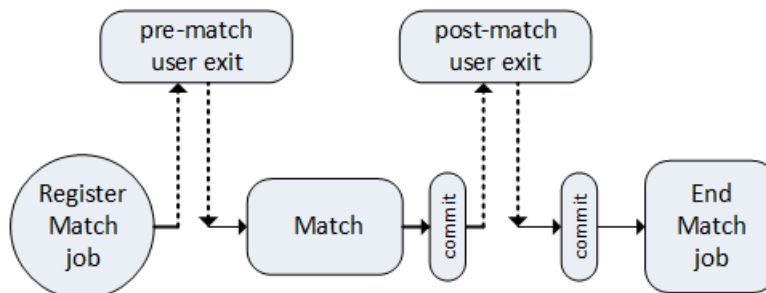 pre-match
user exit
post-match
user exit
Register
Match
job
Match
commit
commit
End
Match
job